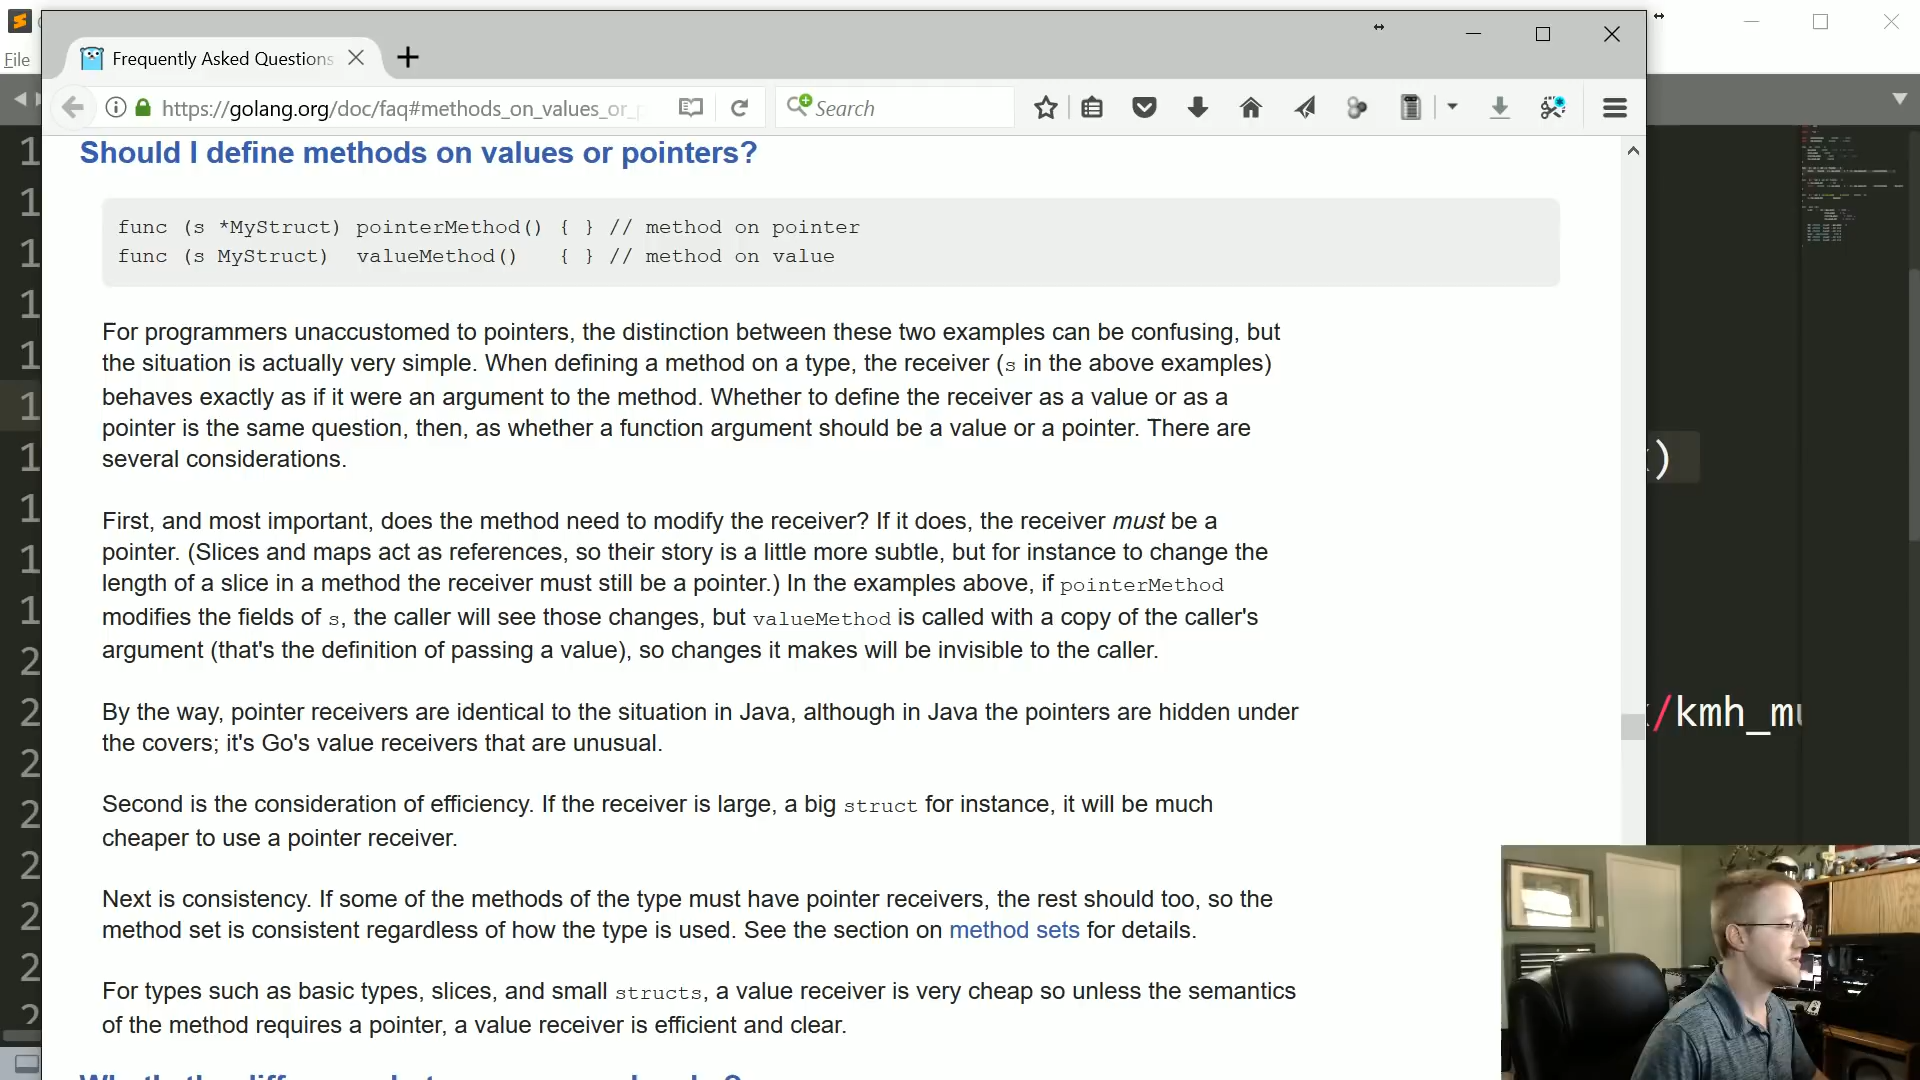 File
Frequently Asked Questions
https://golang.org/doc/faq#methods_on_values_or_p
Search
Should I define methods on values or pointers?
func (s *MyStruct) pointerMethod() { } // method on pointer
func (s MyStruct)  valueMethod()   { } // method on value
For programmers unaccustomed to pointers, the distinction between these two examples can be confusing, but
the situation is actually very simple. When defining a method on a type, the receiver (s in the above examples)
behaves exactly as if it were an argument to the method. Whether to define the receiver as a value or as a
pointer is the same question, then, as whether a function argument should be a value or a pointer. There are
several considerations.
First, and most important, does the method need to modify the receiver? If it does, the receiver must be a
pointer. (Slices and maps act as references, so their story is a little more subtle, but for instance to change the
length of a slice in a method the receiver must still be a pointer.) In the examples above, if pointerMethod
modifies the fields of s, the caller will see those changes, but valueMethod is called with a copy of the caller's
argument (that's the definition of passing a value), so changes it makes will be invisible to the caller.
By the way, pointer receivers are identical to the situation in Java, although in Java the pointers are hidden under
the covers; it's Go's value receivers that are unusual.
Second is the consideration of efficiency. If the receiver is large, a big struct for instance, it will be much
cheaper to use a pointer receiver.
Next is consistency. If some of the methods of the type must have pointer receivers, the rest should too, so the
method set is consistent regardless of how the type is used. See the section on method sets for details.
For types such as basic types, slices, and small structs, a value receiver is very cheap so unless the semantics
of the method requires a pointer, a value receiver is efficient and clear.
)
/kmh_mu